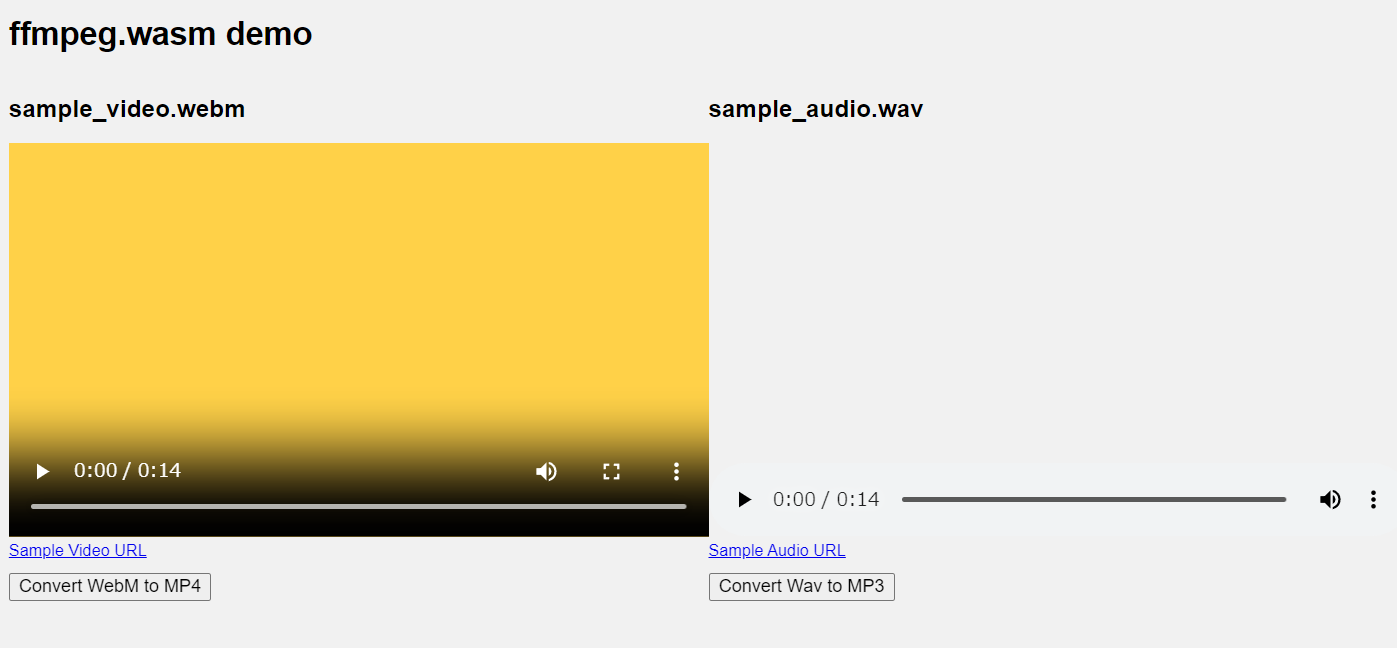 ffmpeg.wasm demo
sample_video.webm
0:00 / 0:14
Sample Video URL
Convert WebM to MP4
sample_audio.wav
0:00 / 0:14
Sample Audio URL
Convert Wav to MP3